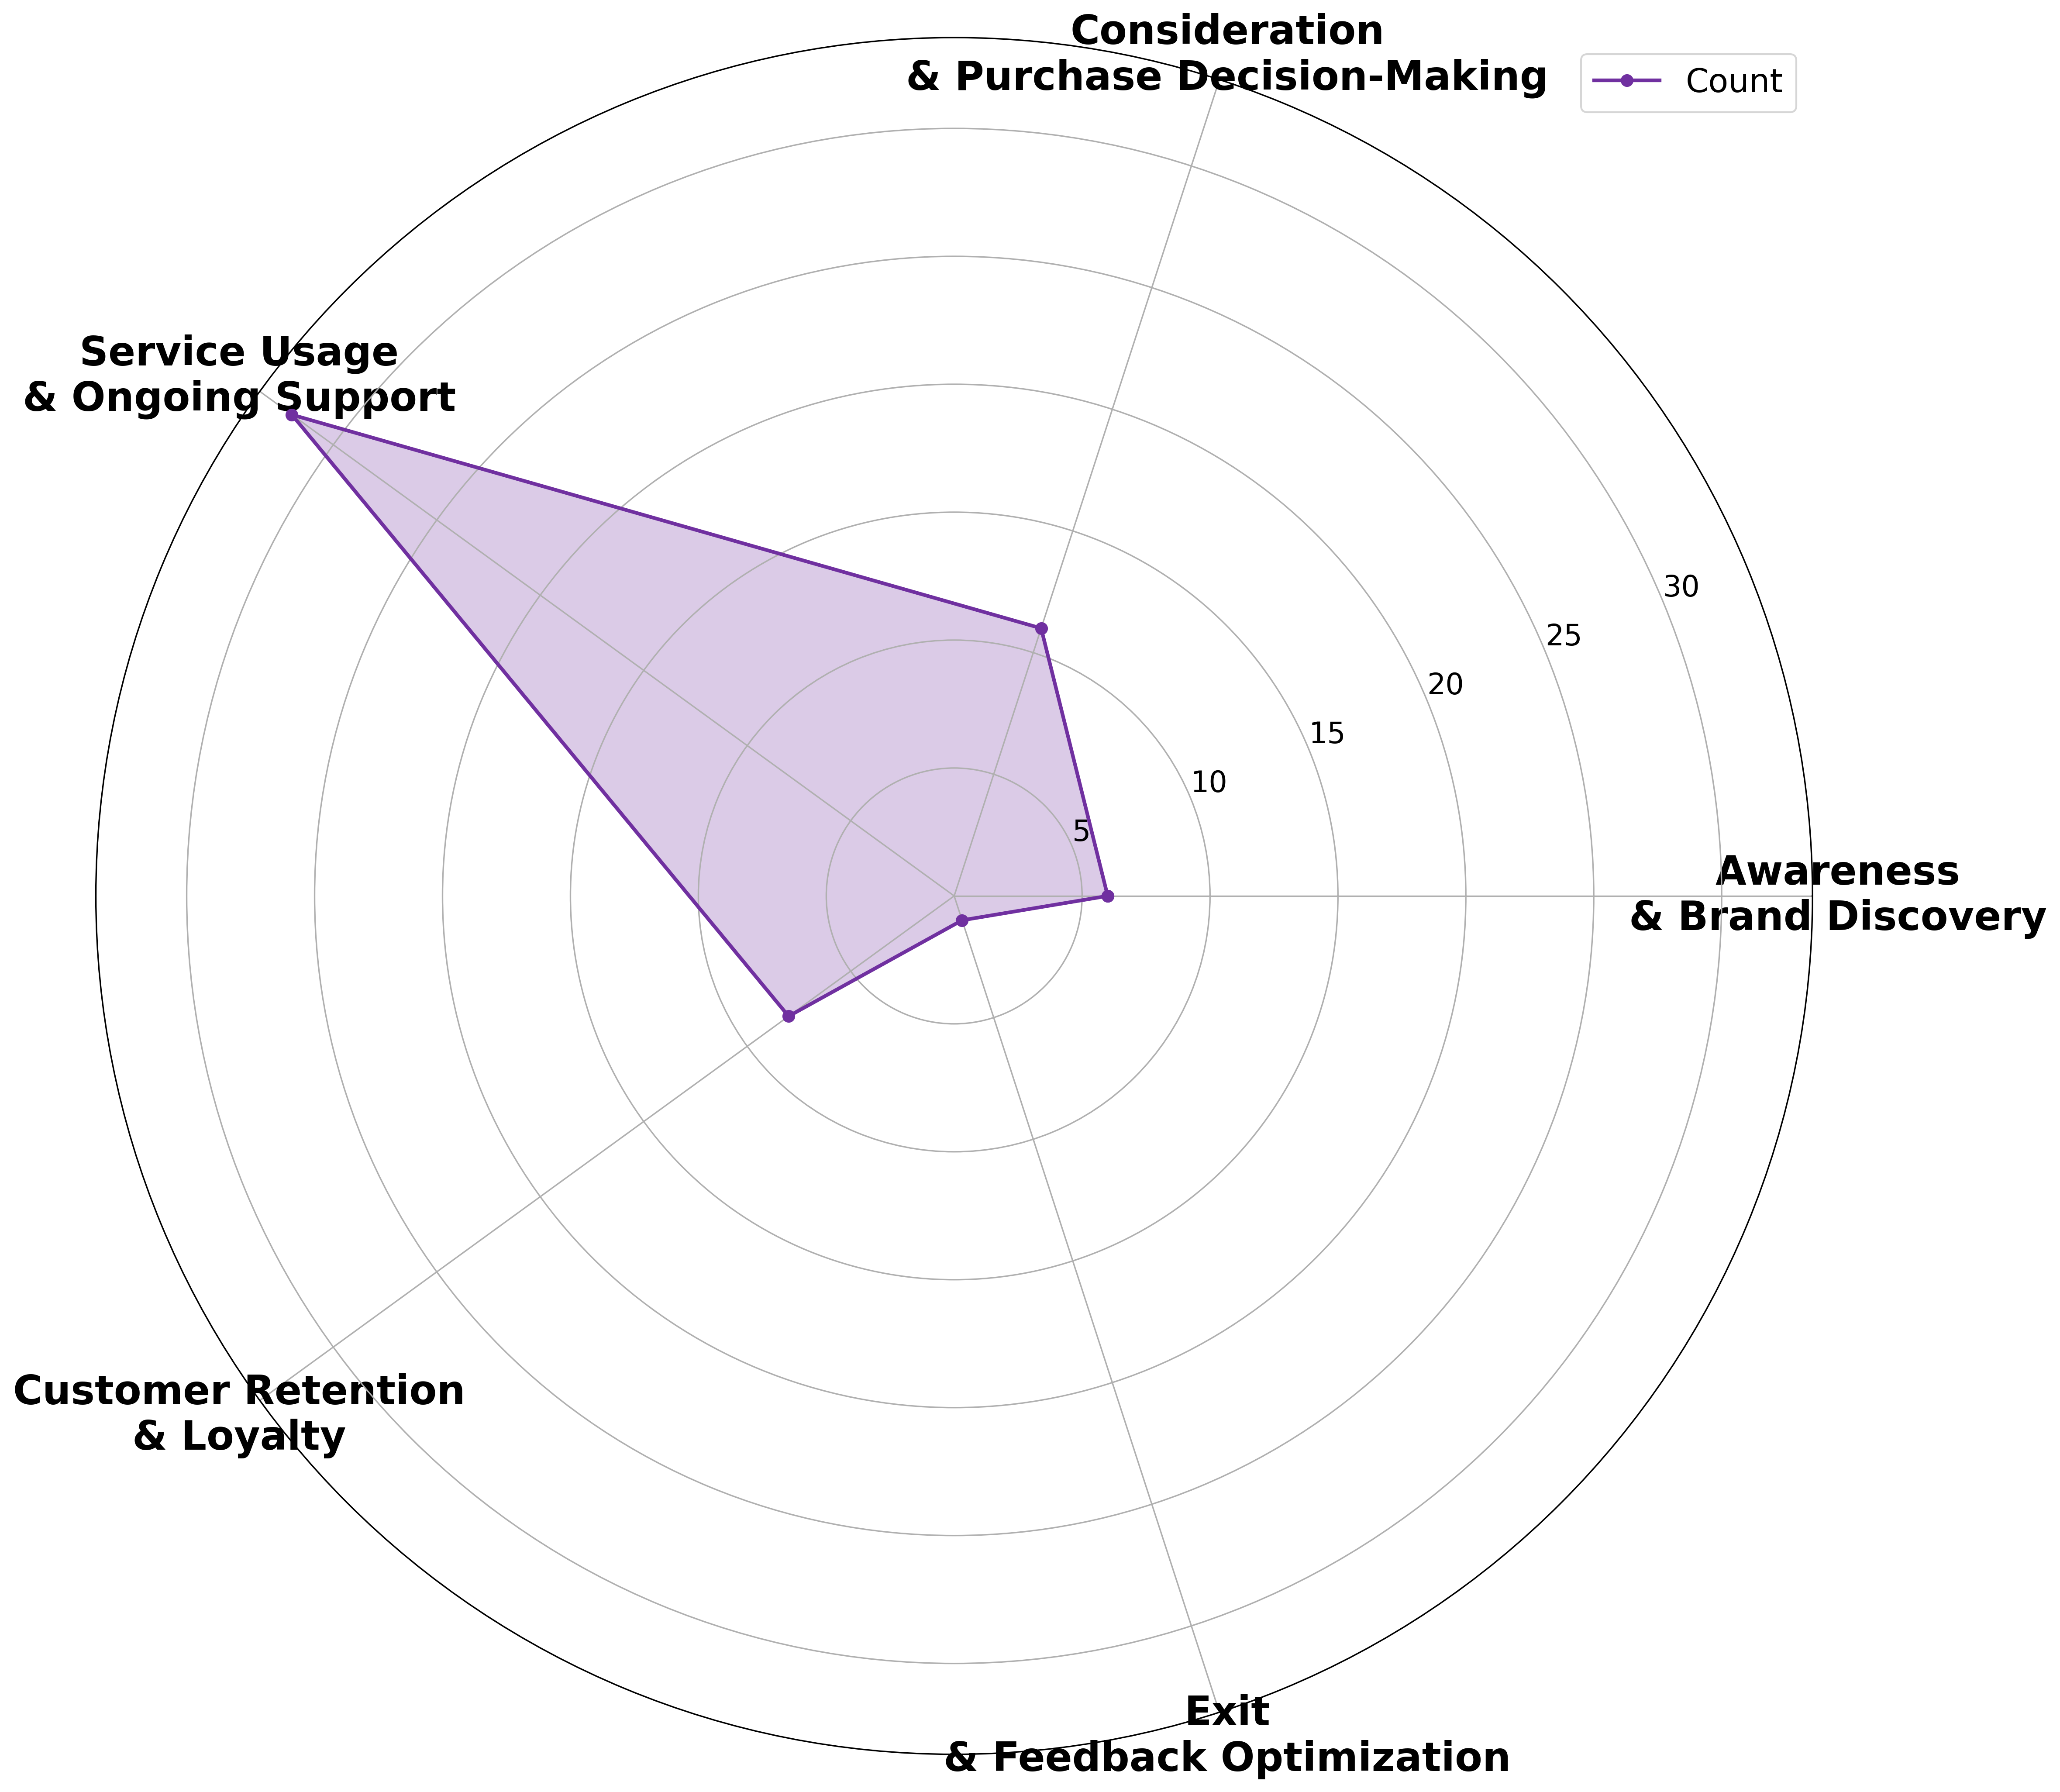 Consideration
& Purchase Decision-Making
Count
Service Usage
& Ongoing Support
30
25
20
15
10
5
Awareness
& Brand Discovery
Customer Retention
& Loyalty
Exit
& Feedback Optimization